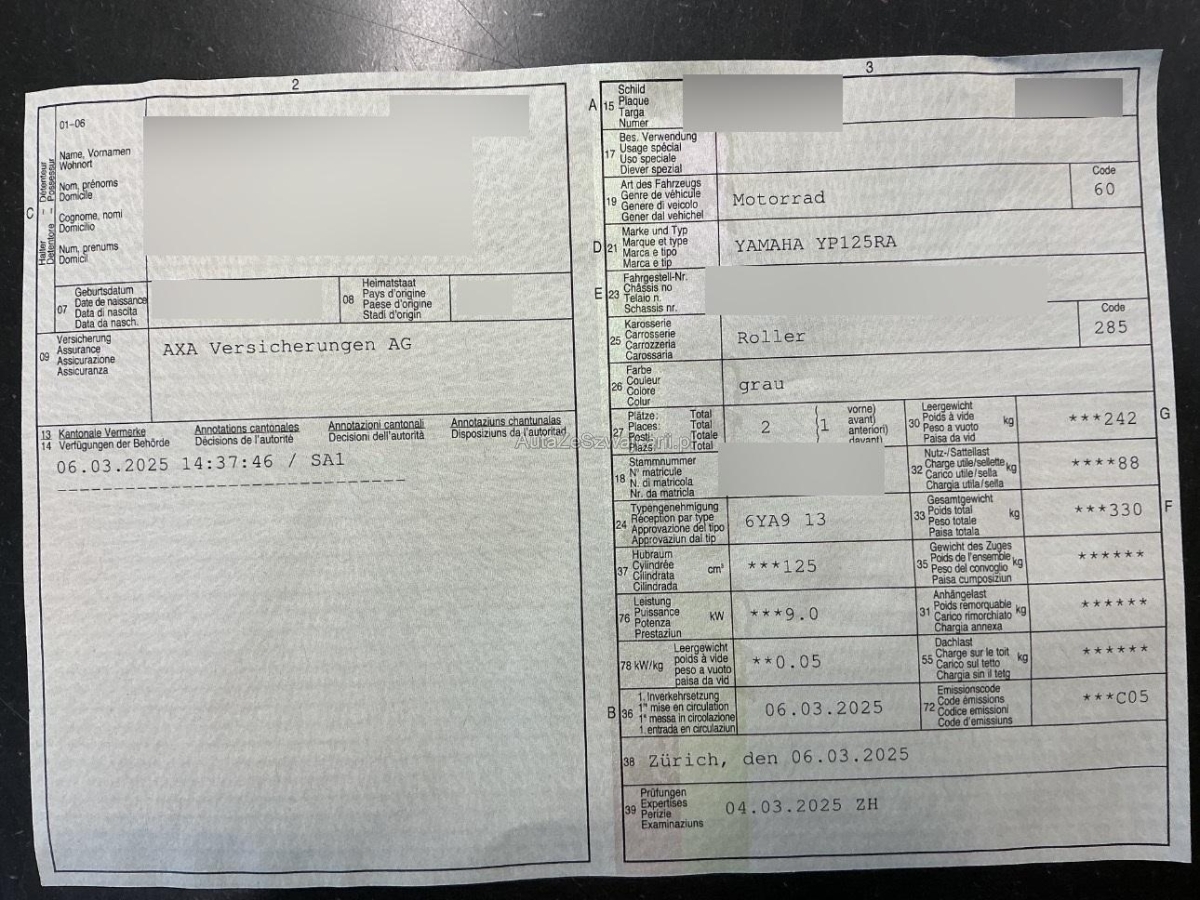 2
01-06
Name, Vornamen
Wohnort
Nom, prénoms
Domicile
Cognome, nomi
Domicilio
Num, prenums
Domicil
C
Halter – Détenteur
Detentore – Possessur
07
Geburtsdatum
Date de naissance
Data di nascita
Data da nasch.
08
Heimatstaat
Pays d'origine
Paese d'origine
Stadi d'origin
09
Versicherung
Assurance
Assicurazione
Assicuranza
AXA Versicherungen AG
13 Kantonale Vermerke
14 Verfügungen der Behörde
Annotations cantonales
Décisions de l'autorité
Annotazioni cantonali
Decisioni dell'autorità
Annotaziuns chantunalas
Disposiziuns da l'autoritad
06.03.2025 14:37:46 / SA1
3
A 15
Schild
Plaque
Targa
Numer
17
Bes. Verwendung
Usage spécial
Uso speciale
Diever spezial
19
Art des Fahrzeugs
Genre de véhicule
Genere di veicolo
Gener dal vehichel
Motorrad
Code
60
D 21
Marke und Typ
Marque et type
Marca e tipo
Marca e tip
YAMAHA YP125RA
E 23
Fahrgestell-Nr.
Châssis no
Telaio n.
Schassis nr.
25
Karosserie
Carrosserie
Carrozzeria
Carossaria
Roller
Code
285
26
Farbe
Couleur
Colore
Colur
grau
27
Plätze: Total
Places: Total
Posti: Totale
Plazs: Total
2
(1
vorne)
avant)
anteriori)
davant)
30
Leergewicht
Poids à vide
Peso a vuoto
Paisa da vid
kg
***242
G
18
Stammnummer
N° matricule
N. di matricola
Nr. da matricla
32
Nutz-/Sattellast
Charge utile/sellette
Carico utile/sella
Chargia utila/sella
kg
****88
24
Typengenehmigung
Réception par type
Approvazione del tipo
Approvaziun dal tip
6YA9 13
33
Gesamtgewicht
Poids total
Peso totale
Paisa totala
kg
***330
F
37
Hubraum
Cylindrée
Cilindrata
Cilindrada
cm³
***125
35
Gewicht des Zuges
Poids de l'ensemble
Peso del convoglio
Paisa cumposiziun
kg
******
76
Leistung
Puissance
Potenza
Prestaziun
kW
***9.0
31
Anhängelast
Poids remorquable
Carico rimorchiato
Chargia annexa
kg
******
78 kW/kg
Leergewicht
poids à vide
peso a vuoto
paisa da vid
**0.05
55
Dachlast
Charge sur le toit
Carico sul tetto
Chargia sin il tetg
kg
******
B 36
1. Inverkehrsetzung
1re mise en circulation
1a messa in circolazione
1. entrada en circulaziun
06.03.2025
72
Emissionscode
Code émissions
Codice emissioni
Code d'emissiuns
***C05
38 Zürich, den 06.03.2025
39
Prüfungen
Expertises
Perizie
Examinaziuns
04.03.2025 ZH